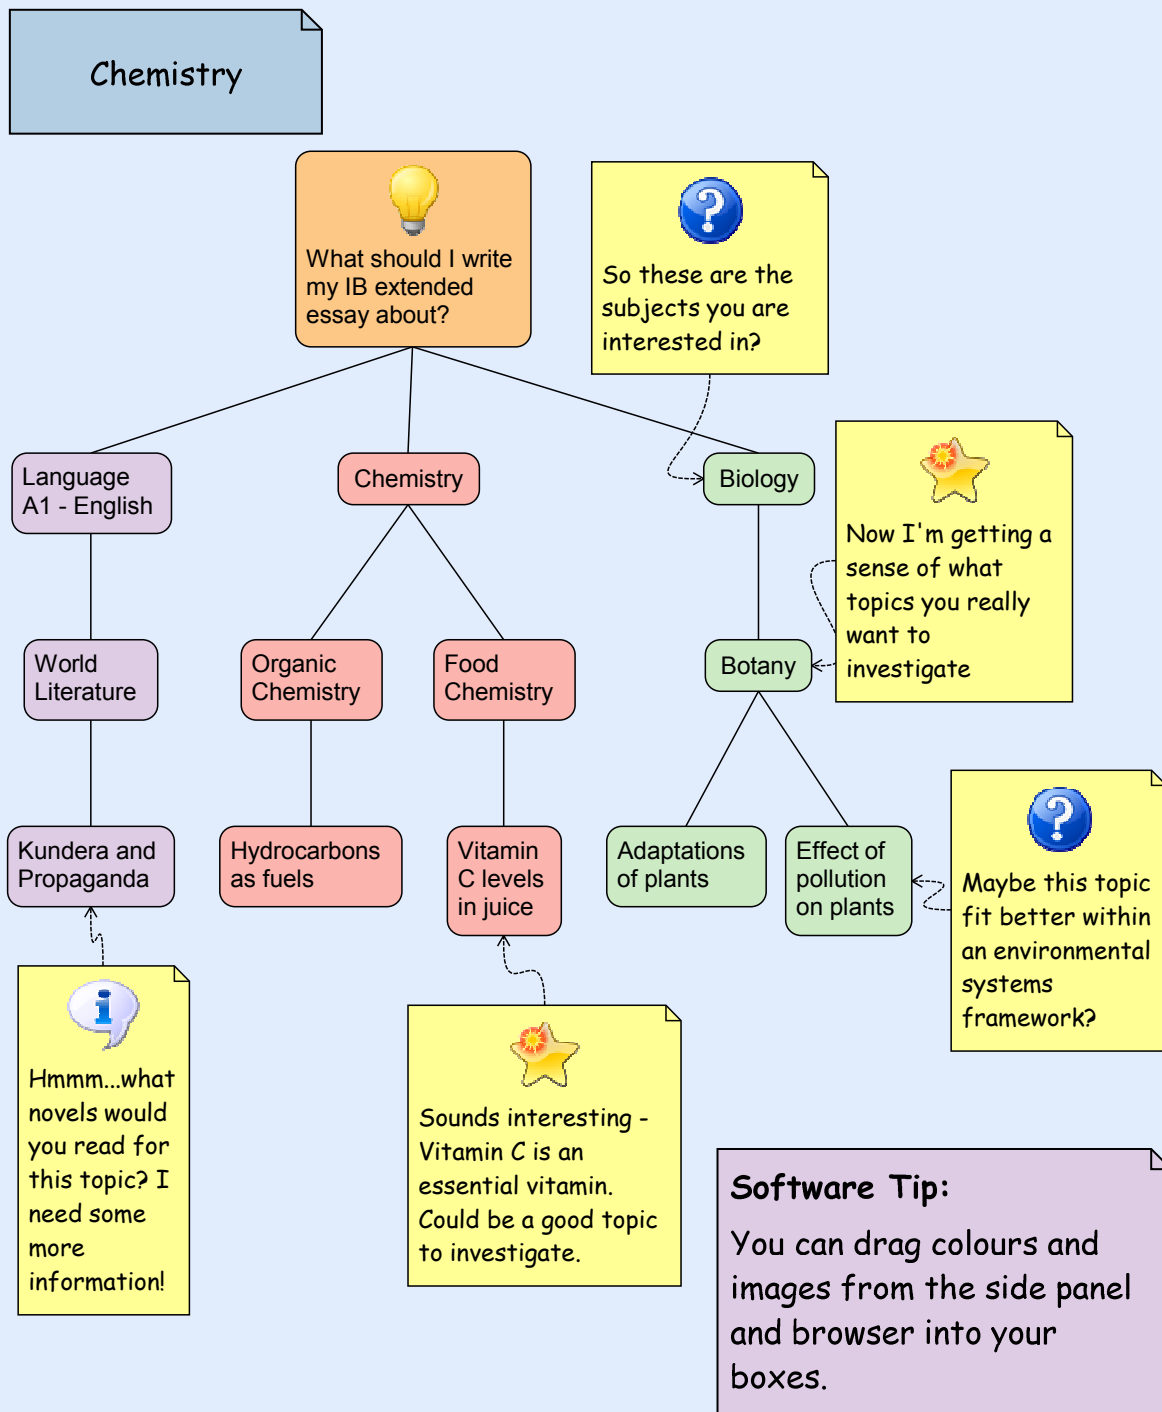 Chemistry
What should I write
my IB extended
essay about?
So these are the
subjects you are
interested in?
Language
A1 - English
Chemistry
Biology
Now I'm getting a
sense of what
topics you really
want to
investigate
World
Literature
Organic
Chemistry
Food
Chemistry
Botany
Kundera and
Propaganda
Hydrocarbons
as fuels
Vitamin
C levels
in juice
Adaptations
of plants
Effect of
pollution
on plants
Maybe this topic
fit better within
an environmental
systems
framework?
Hmmm...what
novels would
you read for
this topic? I
need some
more
information!
Sounds interesting -
Vitamin C is an
essential vitamin.
Could be a good topic
to investigate.
Software Tip:
You can drag colours and
images from the side panel
and browser into your
boxes.